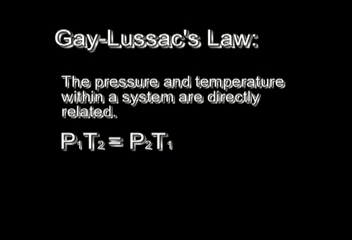 Gay-Lussac's Law:
The pressure and temperature
within a system are directly
related.
P₁T₂ = P₂T₁